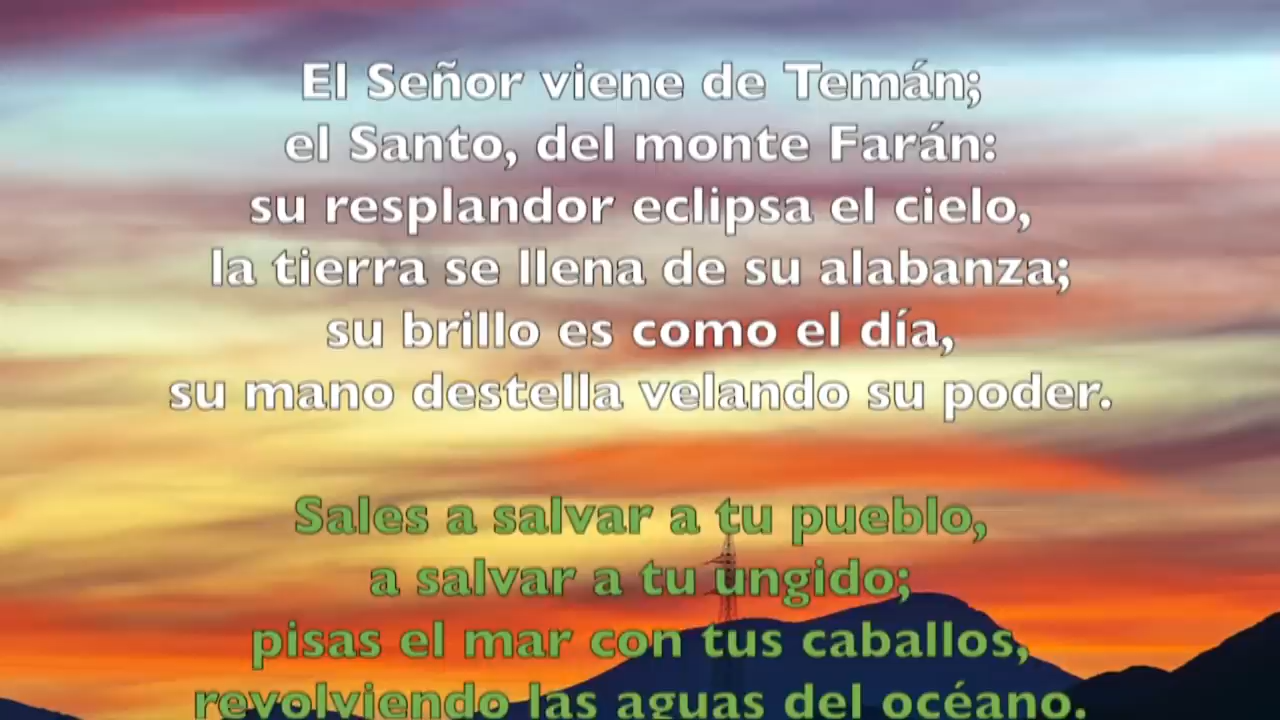 El Señor viene de Temán;
el Santo, del monte Farán:
su resplandor eclipsa el cielo,
la tierra se llena de su alabanza;
su brillo es como el día,
su mano destella velando su poder.
Sales a salvar a tu pueblo,
a salvar a tu ungido;
pisas el mar con tus caballos,
revolviendo las aguas del océano.